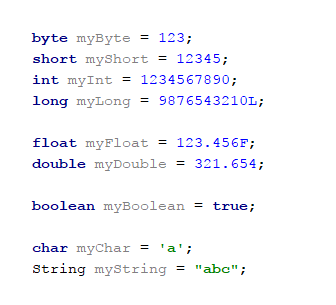 byte myByte = 123;
short myShort = 12345;
int myInt = 1234567890;
long myLong = 9876543210L;
float myFloat = 123.456F;
double myDouble = 321.654;
boolean myBoolean = true;
char myChar = 'a';
String myString = "abc";